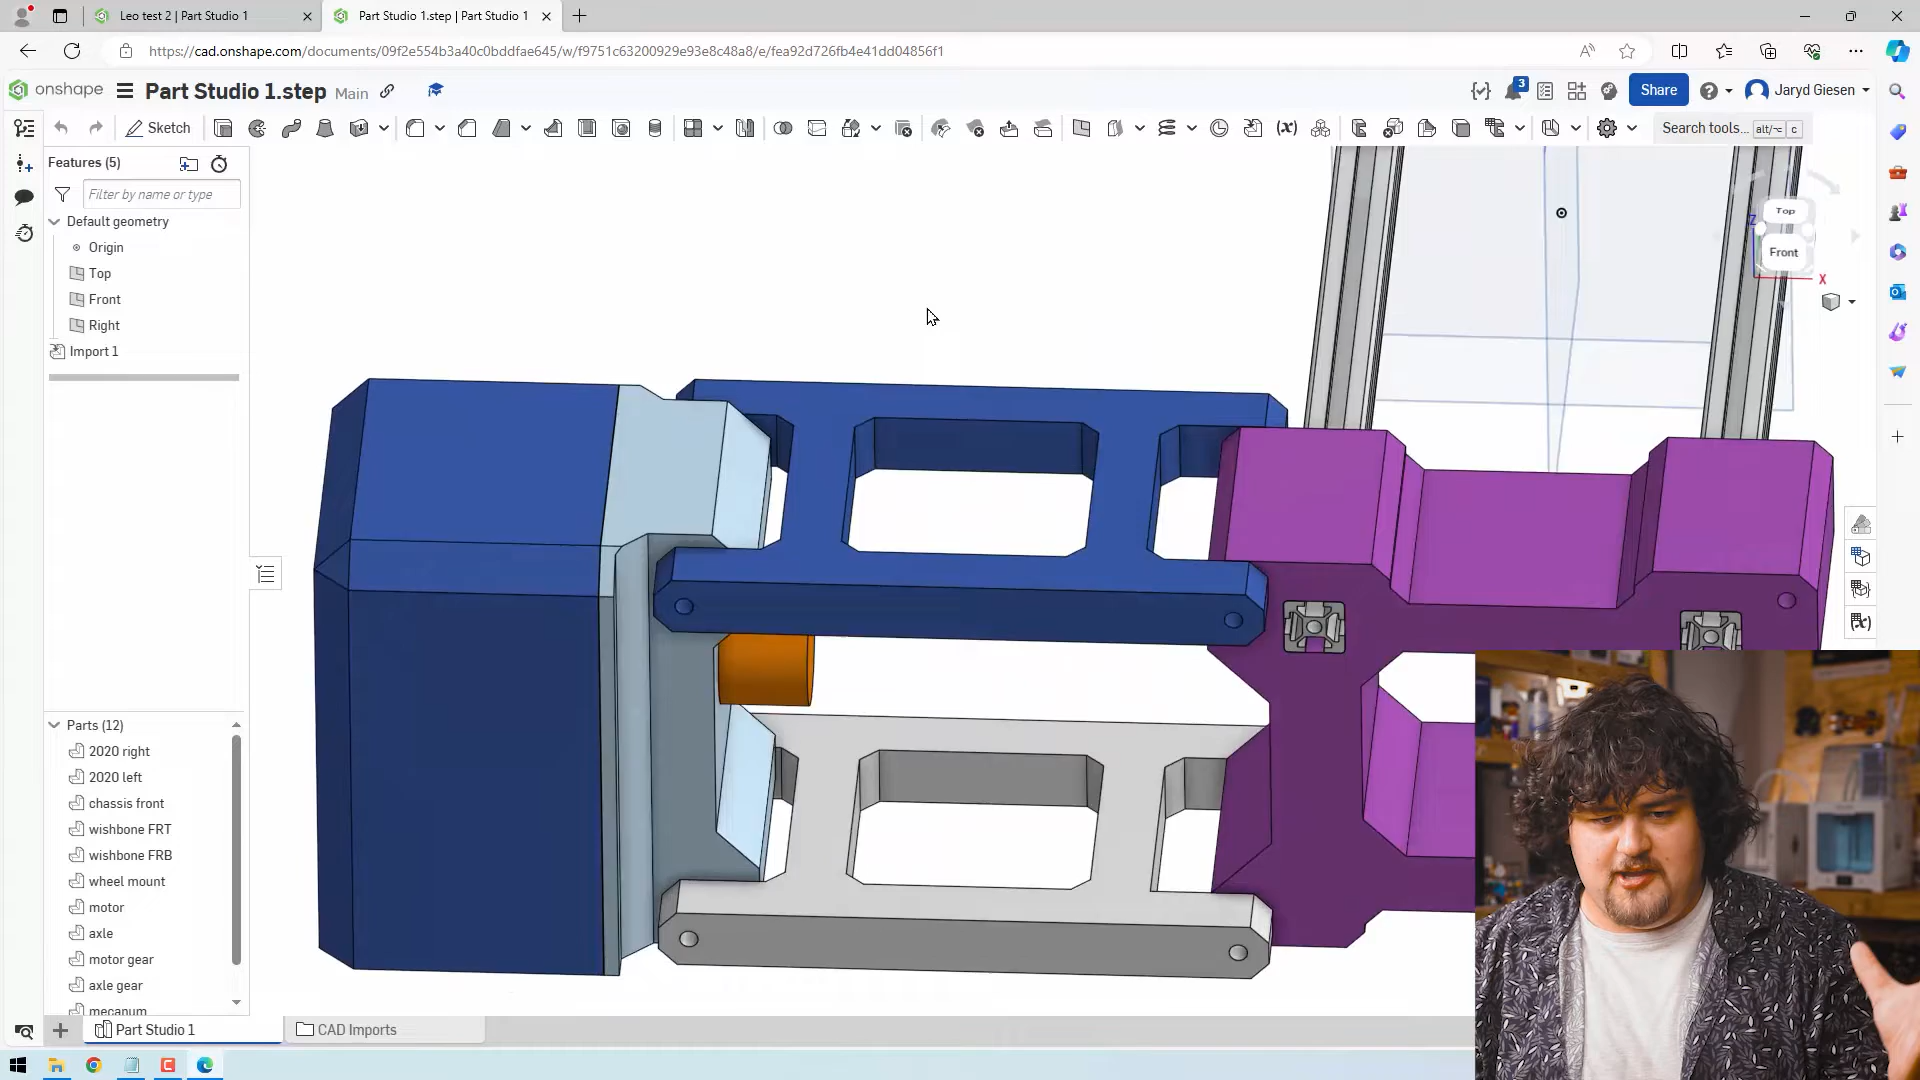 Leo test 2 | Part Studio 1
Part Studio 1.step | Part Studio 1
https://cad.onshape.com/documents/09f2e554b3a40c0bddfae645/w/f9751c63200929e93e8c48a8/e/fea92d726fb4e41dd04856f1
onshape
Part Studio 1.step
Main
3
Share
Jaryd Giesen
Sketch
Search tools...
alt/⌥
c
Features (5)
Filter by name or type
Default geometry
Origin
Top
Front
Right
Import 1
Top
Front
Z
X
Parts (12)
2020 right
2020 left
chassis front
wishbone FRT
wishbone FRB
wheel mount
motor
axle
motor gear
axle gear
mecanum
Part Studio 1
CAD Imports